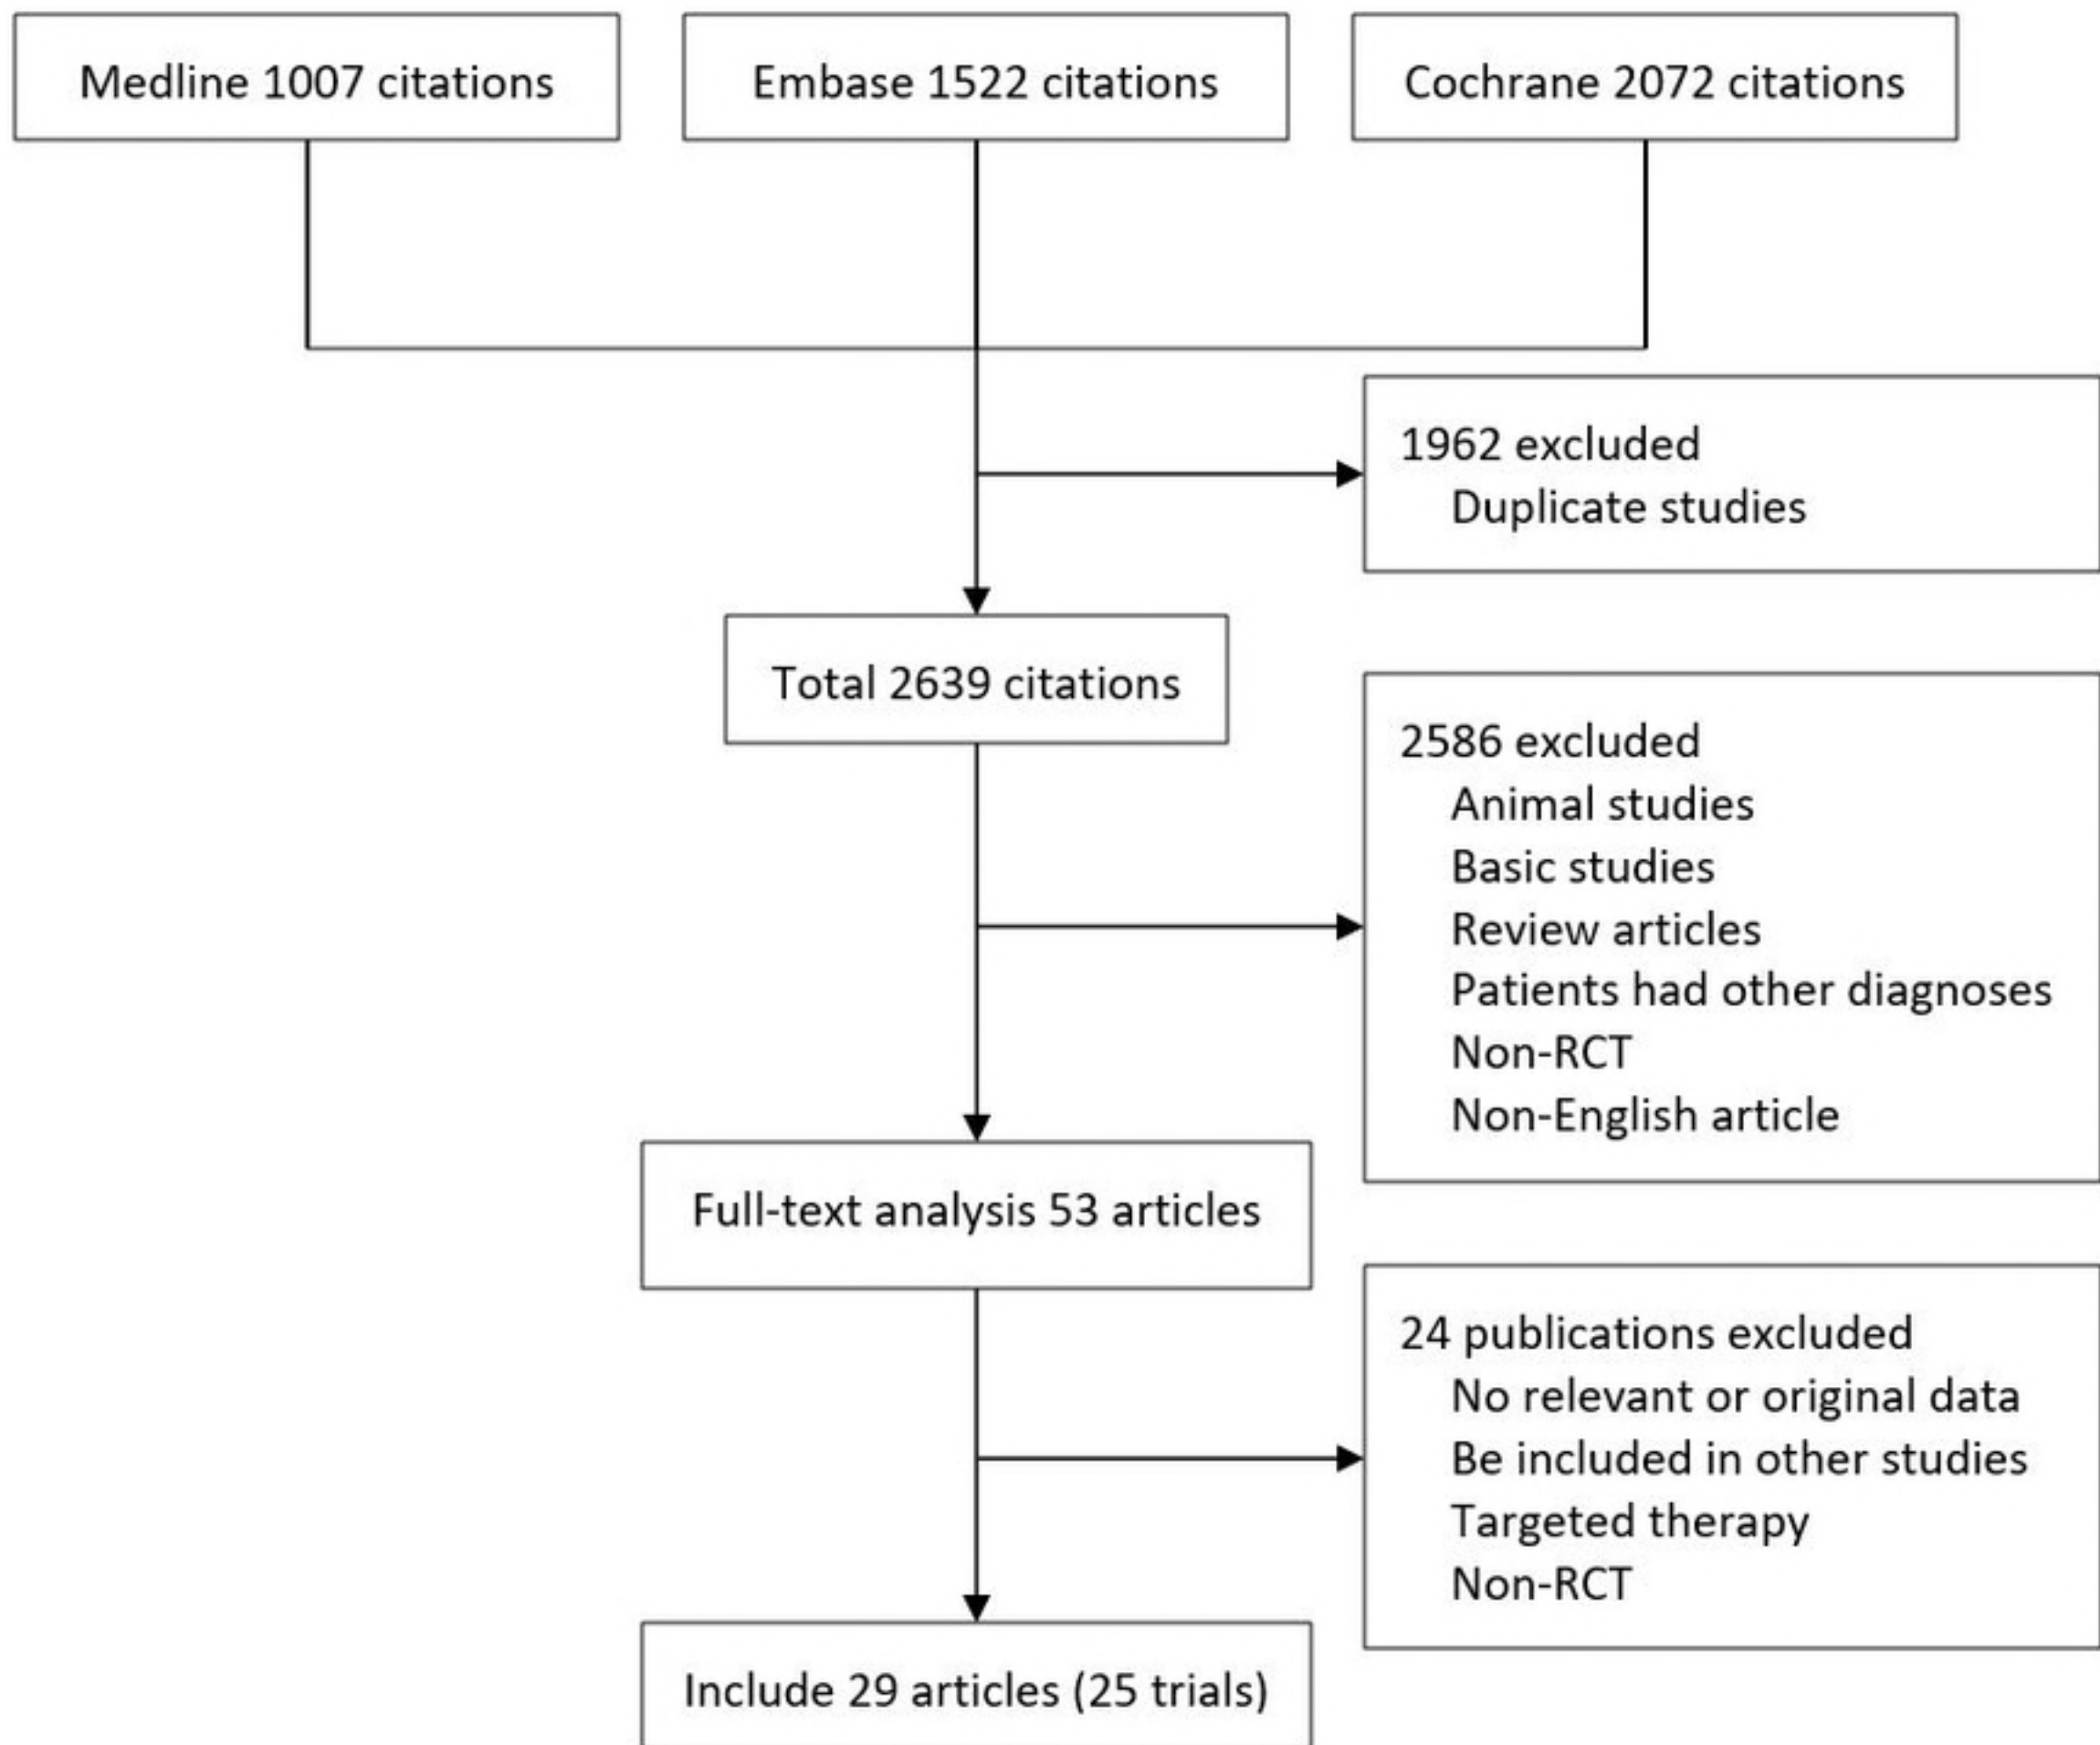 Medline 1007 citations
Embase 1522 citations
Cochrane 2072 citations
1962 excluded
Duplicate studies
Total 2639 citations
2586 excluded
Animal studies
Basic studies
Review articles
Patients had other diagnoses
Non-RCT
Non-English article
Full-text analysis 53 articles
24 publications excluded
No relevant or original data
Be included in other studies
Targeted therapy
Non-RCT
Include 29 articles (25 trials)